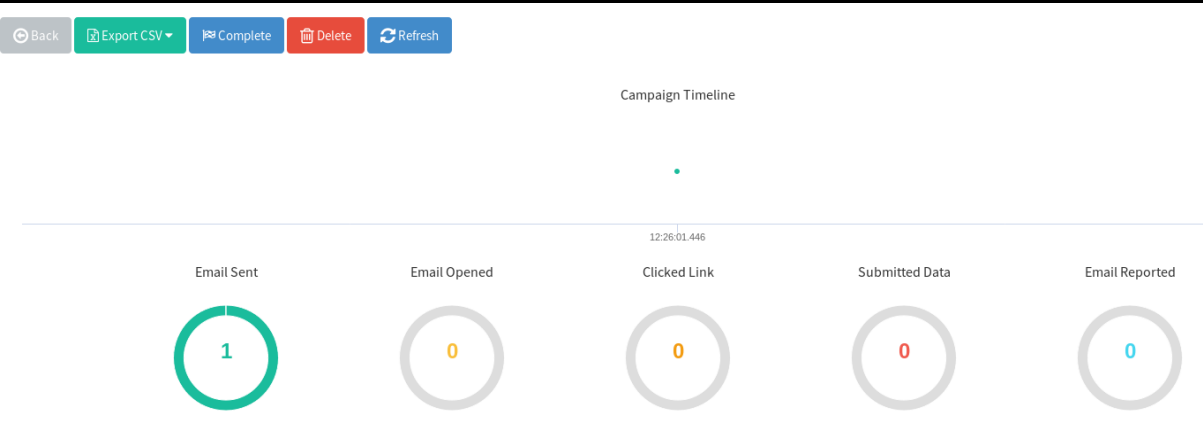 Back Export CSV Complete Delete Refresh
Campaign Timeline
12:26:01.446
Email Sent Email Opened Clicked Link Submitted Data Email Reported
1 0 0 0 0